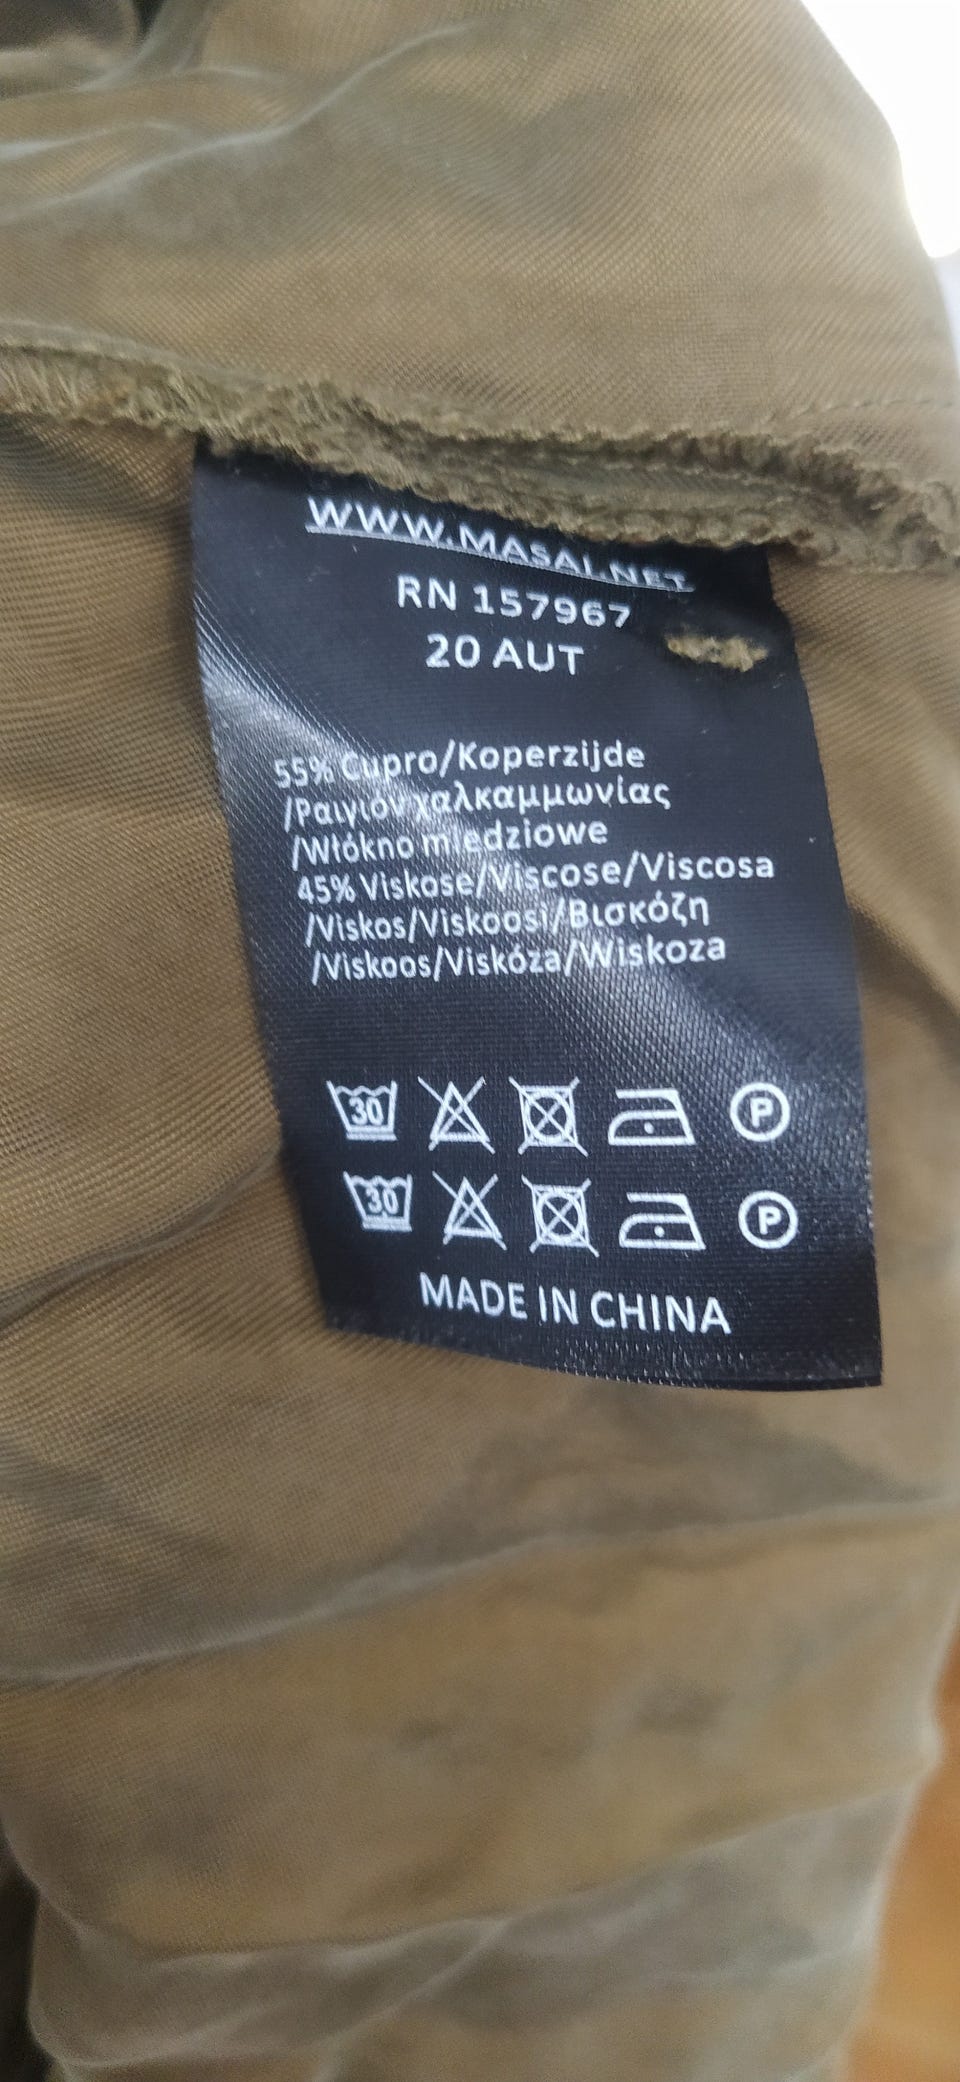 WWW.MASAI.NET
RN 157967
20 AUT
55% Cupro/Koperzijde
/Ραιγιόν χαλκαμμωνίας
/Włókno miedziowe
45% Viskose/Viscose/Viscosa
/Viskos/Viskoosi/Βισκόζη
/Viskoos/Viskóza/Wiskoza
30 P
30 P
MADE IN CHINA